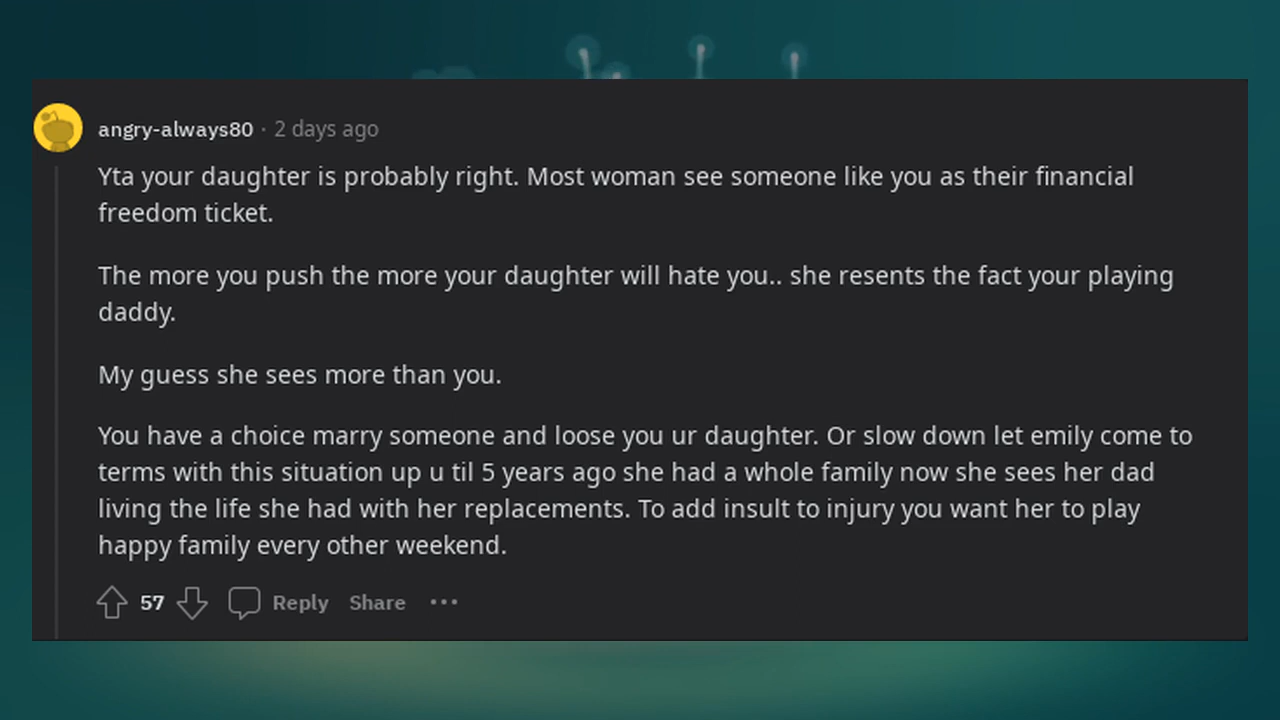 angry-always80 · 2 days ago
Yta your daughter is probably right. Most woman see someone like you as their financial
freedom ticket.
The more you push the more your daughter will hate you.. she resents the fact your playing
daddy.
My guess she sees more than you.
You have a choice marry someone and loose you ur daughter. Or slow down let emily come to
terms with this situation up u til 5 years ago she had a whole family now she sees her dad
living the life she had with her replacements. To add insult to injury you want her to play
happy family every other weekend.
57 Reply Share ···